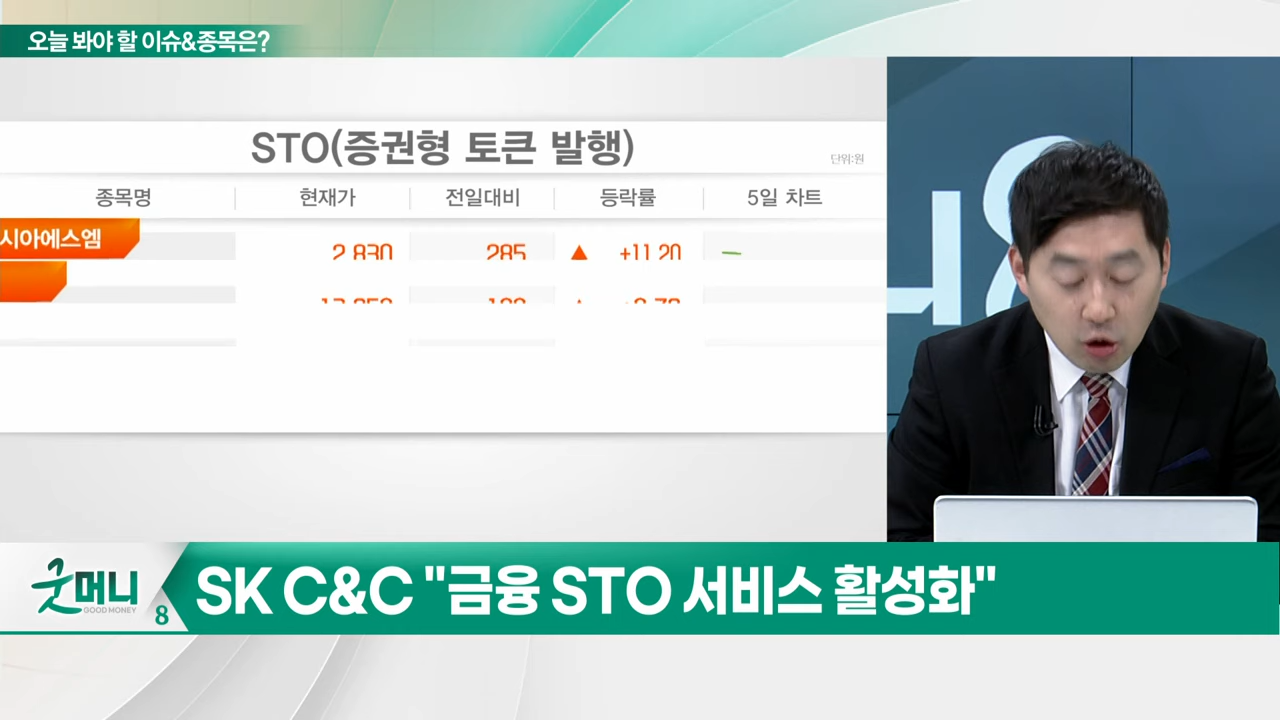 오늘 봐야 할 이슈&종목은?
STO(증권형 토큰 발행)
단위:원
종목명 현재가 전일대비 등락률 5일 차트
시아에스엠 2,830 285 ▲ +11.20
굿머니 GOOD MONEY 8
SK C&C "금융 STO 서비스 활성화"